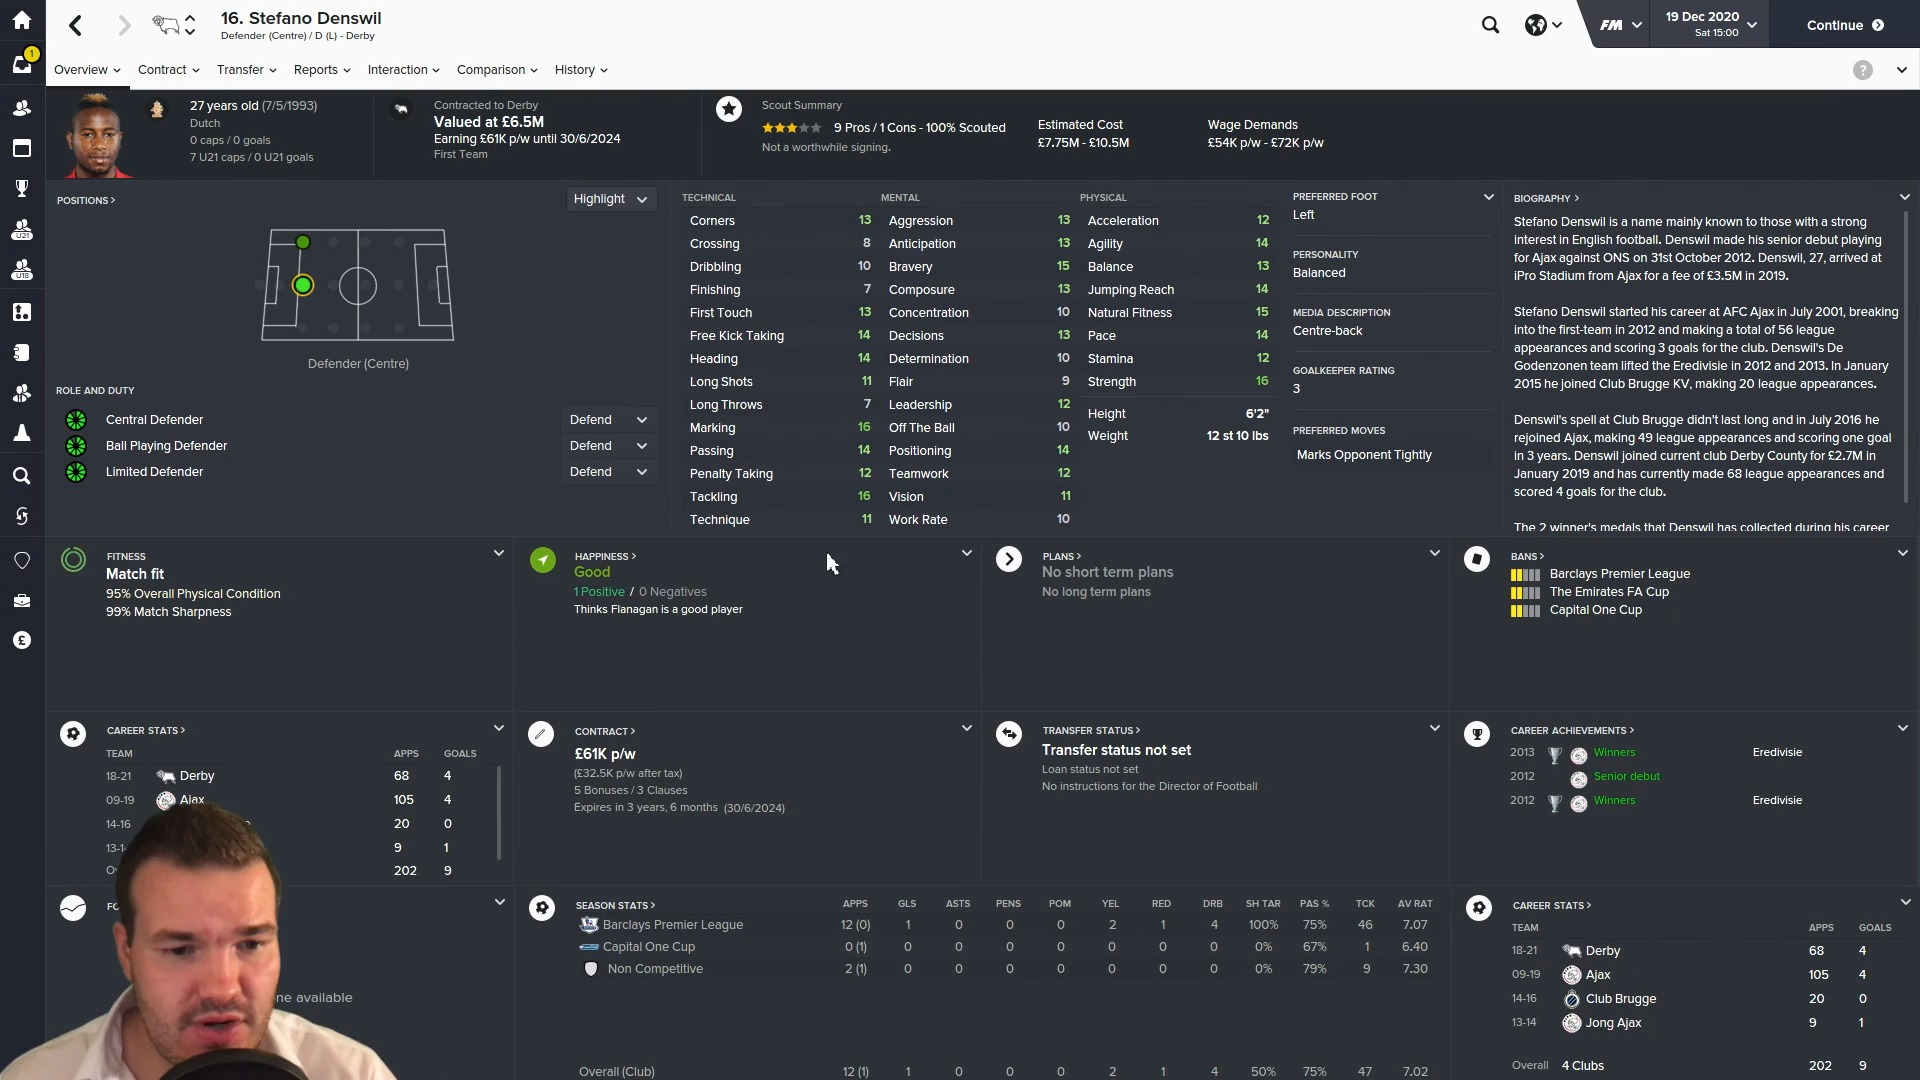 16. Stefano Denswil
Defender (Centre) / D (L) - Derby
FM
19 Dec 2020
Sat 15:00
Continue
1
Overview
Contract
Transfer
Reports
Interaction
Comparison
History
?
27 years old (7/5/1993)
Dutch
0 caps / 0 goals
7 U21 caps / 0 U21 goals
Contracted to Derby
Valued at £6.5M
Earning £61K p/w until 30/6/2024
First Team
Scout Summary
9 Pros / 1 Cons - 100% Scouted
Not a worthwhile signing.
Estimated Cost
£7.75M - £10.5M
Wage Demands
£54K p/w - £72K p/w
U21
U18
£
POSITIONS >
Highlight
Defender (Centre)
ROLE AND DUTY
Central Defender Defend
Ball Playing Defender Defend
Limited Defender Defend
TECHNICAL
Corners 13
Crossing 8
Dribbling 10
Finishing 7
First Touch 13
Free Kick Taking 14
Heading 14
Long Shots 11
Long Throws 7
Marking 16
Passing 14
Penalty Taking 12
Tackling 16
Technique 11
MENTAL
Aggression 13
Anticipation 13
Bravery 15
Composure 13
Concentration 10
Decisions 13
Determination 10
Flair 9
Leadership 12
Off The Ball 10
Positioning 14
Teamwork 12
Vision 11
Work Rate 10
PHYSICAL
Acceleration 12
Agility 14
Balance 13
Jumping Reach 14
Natural Fitness 15
Pace 14
Stamina 12
Strength 16
Height 6'2"
Weight 12 st 10 lbs
PREFERRED FOOT
Left
PERSONALITY
Balanced
MEDIA DESCRIPTION
Centre-back
GOALKEEPER RATING
3
PREFERRED MOVES
Marks Opponent Tightly
BIOGRAPHY >
Stefano Denswil is a name mainly known to those with a strong
interest in English football. Denswil made his senior debut playing
for Ajax against ONS on 31st October 2012. Denswil, 27, arrived at
iPro Stadium from Ajax for a fee of £3.5M in 2019.
Stefano Denswil started his career at AFC Ajax in July 2001, breaking
into the first-team in 2012 and making a total of 56 league
appearances and scoring 3 goals for the club. Denswil's De
Godenzonen team lifted the Eredivisie in 2012 and 2013. In January
2015 he joined Club Brugge KV, making 20 league appearances.
Denswil's spell at Club Brugge didn't last long and in July 2016 he
rejoined Ajax, making 49 league appearances and scoring one goal
in 3 years. Denswil joined current club Derby County for £2.7M in
January 2019 and has currently made 68 league appearances and
scored 4 goals for the club.
The 2 winner's medals that Denswil has collected during his career
FITNESS
Match fit
95% Overall Physical Condition
99% Match Sharpness
HAPPINESS >
Good
1 Positive / 0 Negatives
Thinks Flanagan is a good player
PLANS >
No short term plans
No long term plans
BANS >
Barclays Premier League
The Emirates FA Cup
Capital One Cup
CAREER STATS >
TEAM APPS GOALS
18-21 Derby 68 4
09-19 Ajax 105 4
14-16 20 0
13-1 9 1
202 9
CONTRACT >
£61K p/w
(£32.5K p/w after tax)
5 Bonuses / 3 Clauses
Expires in 3 years, 6 months (30/6/2024)
TRANSFER STATUS >
Transfer status not set
Loan status not set
No instructions for the Director of Football
CAREER ACHIEVEMENTS >
2013 Winners Eredivisie
2012 Senior debut
2012 Winners Eredivisie
ne available
SEASON STATS > APPS GLS ASTS PENS POM YEL RED DRB SH TAR PAS % TCK AV RAT
Barclays Premier League 12 (0) 1 0 0 0 2 1 4 100% 75% 46 7.07
Capital One Cup 0 (1) 0 0 0 0 0 0 0 0% 67% 1 6.40
Non Competitive 2 (1) 0 0 0 0 0 0 0 0% 79% 9 7.30
Overall (Club) 12 (1) 1 0 0 0 2 1 4 50% 75% 47 7.02
CAREER STATS >
TEAM APPS GOALS
18-21 Derby 68 4
09-19 Ajax 105 4
14-16 Club Brugge 20 0
13-14 Jong Ajax 9 1
Overall 4 Clubs 202 9